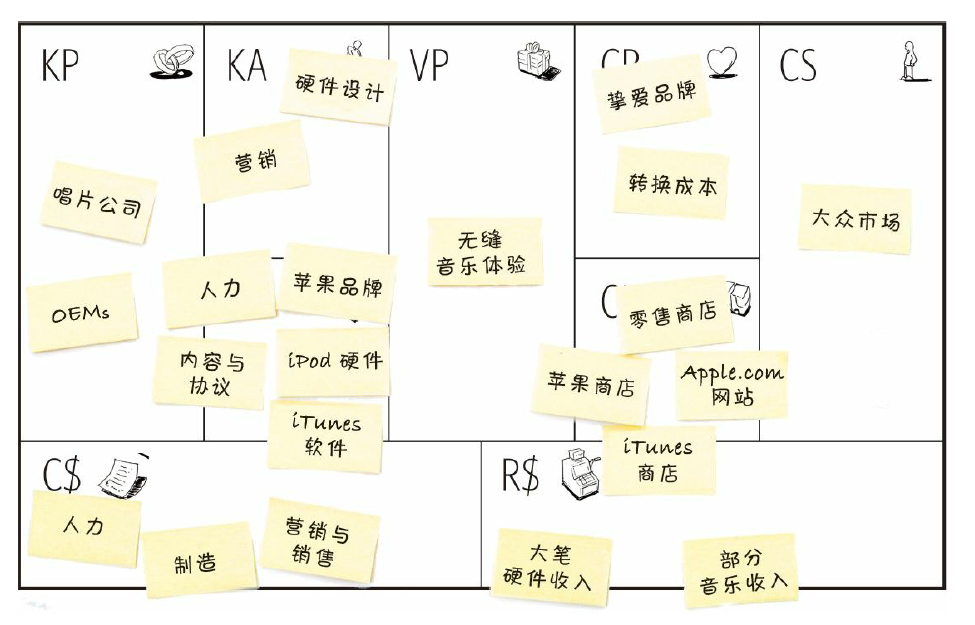 KP
KA
VP
CR
CS
硬件设计
营销
唱片公司
OEMs
人力
苹果品牌
内容与
协议
iPod 硬件
iTunes
软件
无缝
音乐体验
挚爱品牌
转换成本
零售商店
苹果商店
Apple.com
网站
iTunes
商店
大众市场
C$
人力
制造
营销与
销售
R$
大笔
硬件收入
部分
音乐收入